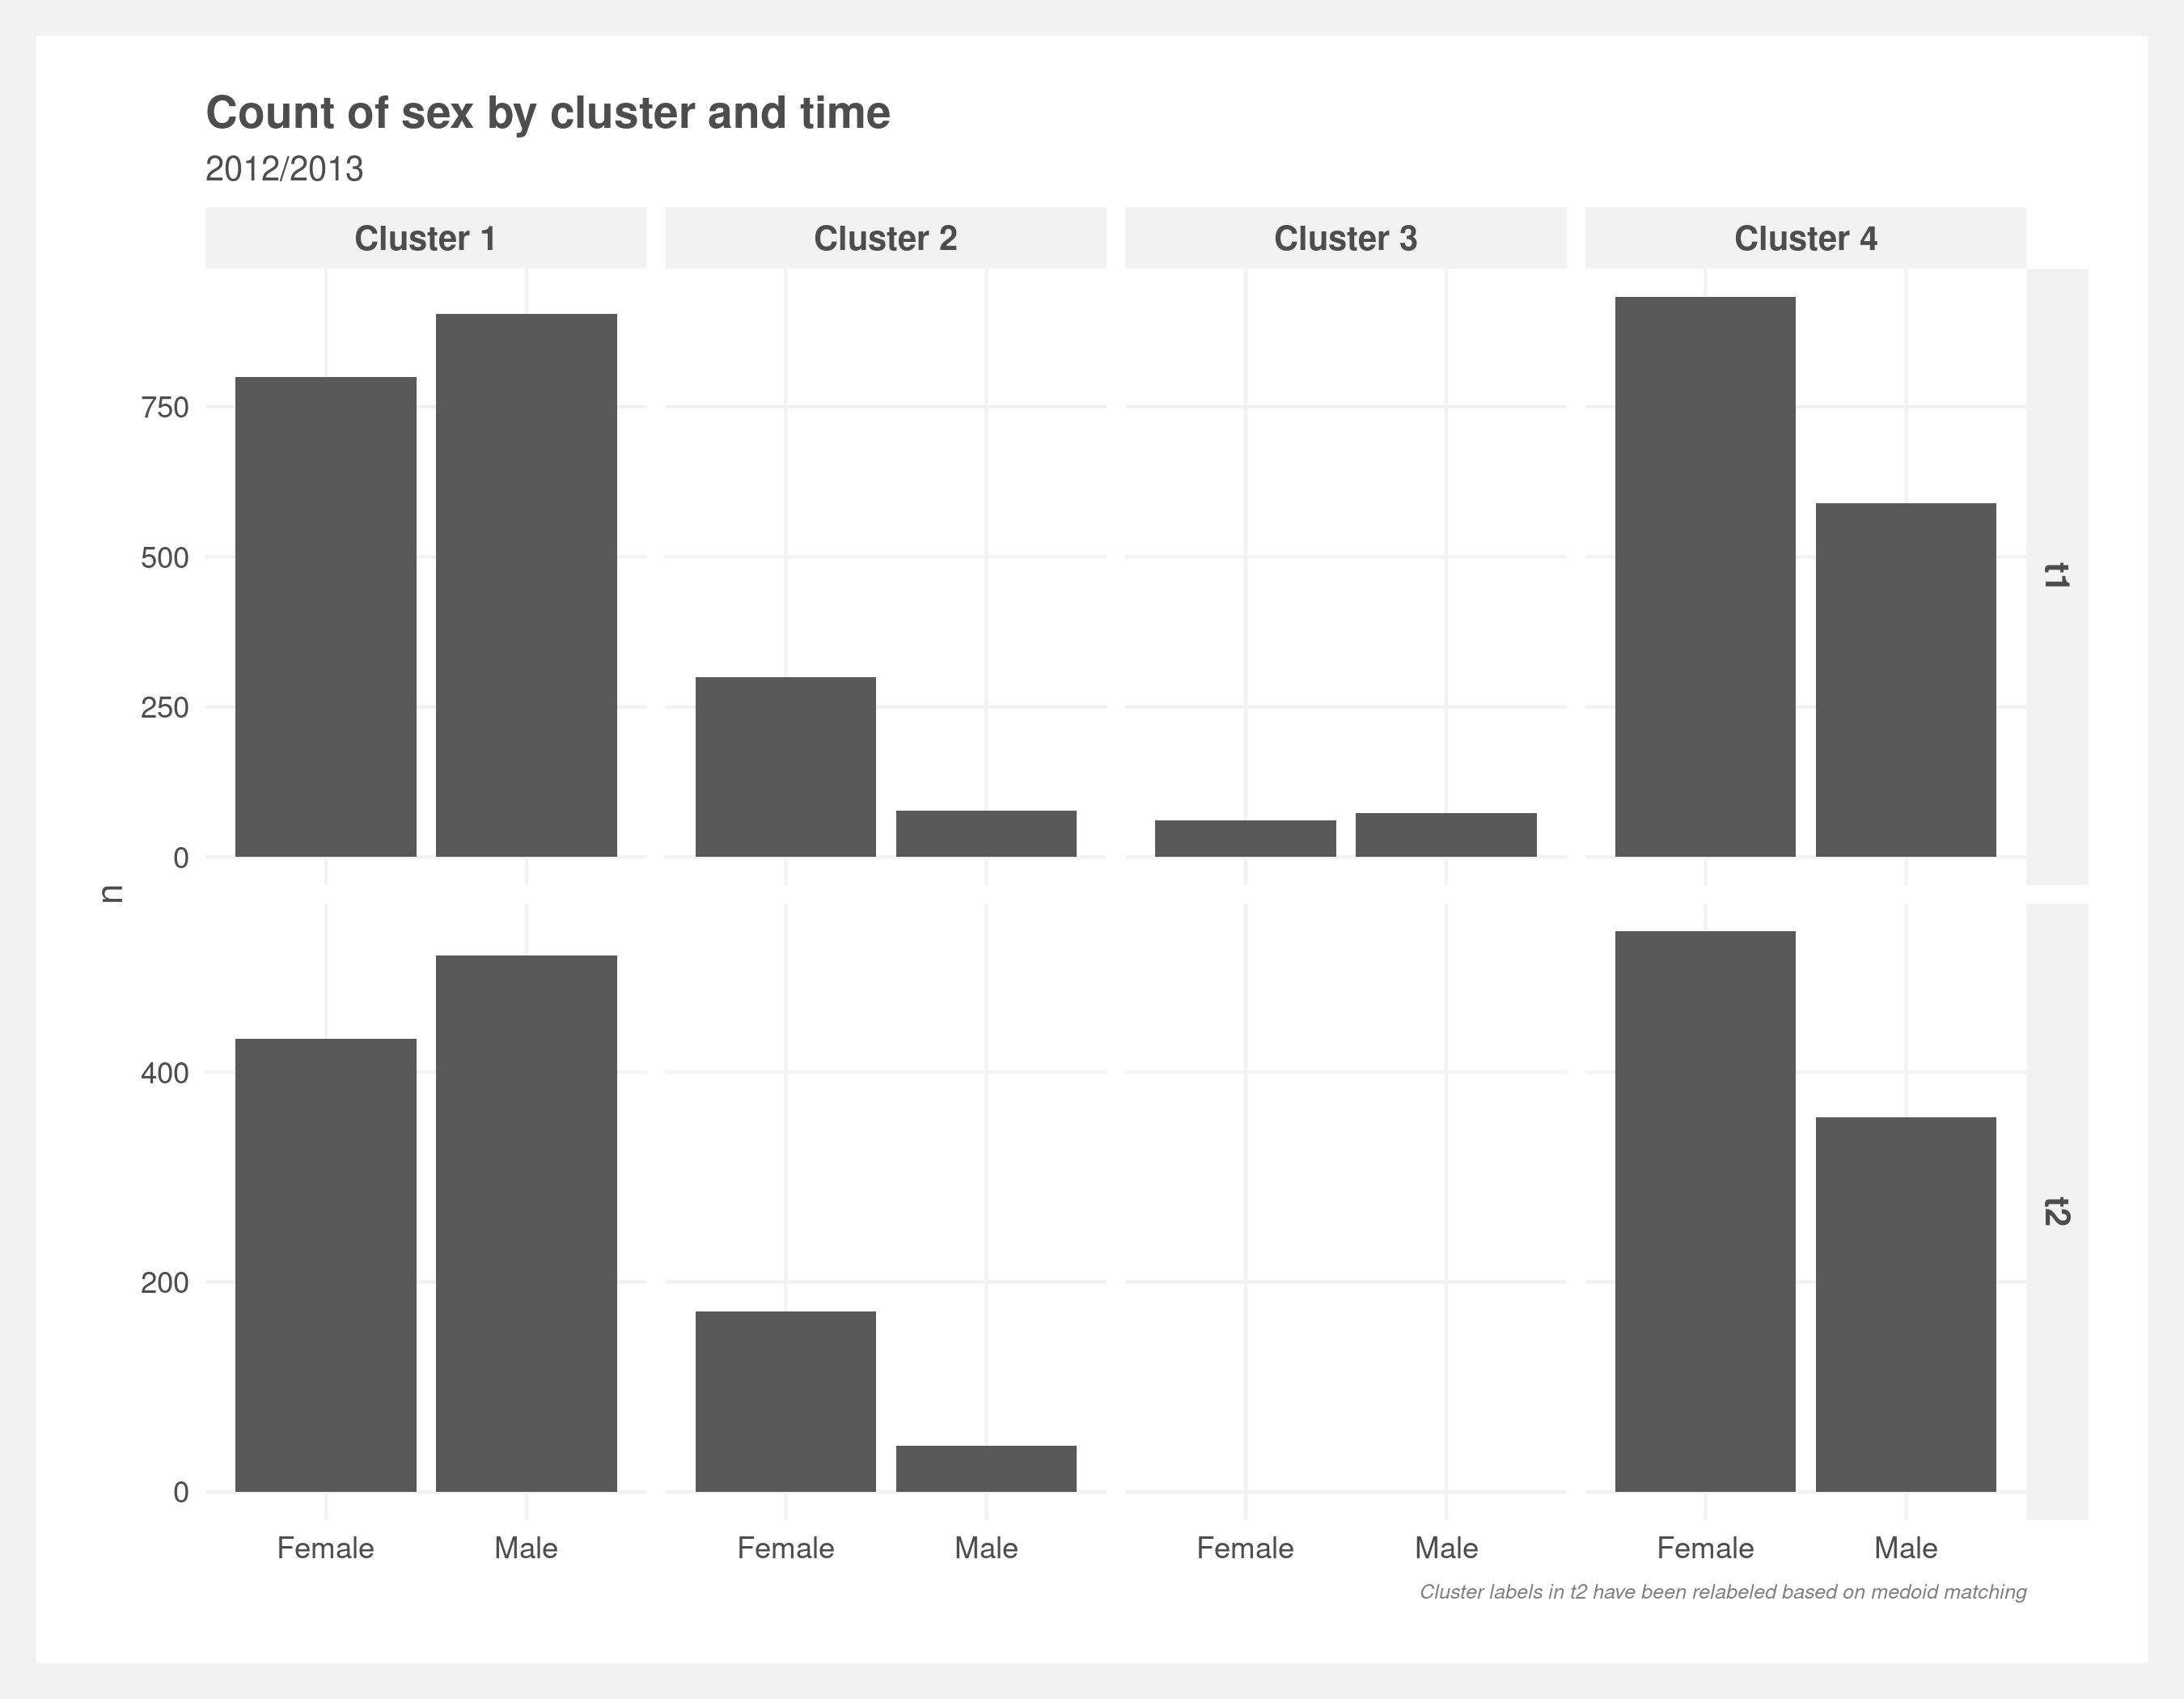 Count of sex by cluster and time
2012/2013
Cluster 1 Cluster 2 Cluster 3 Cluster 4
750
500
250
0
t1
n
400
200
0
t2
Female Male Female Male Female Male Female Male
Cluster labels in t2 have been relabeled based on medoid matching